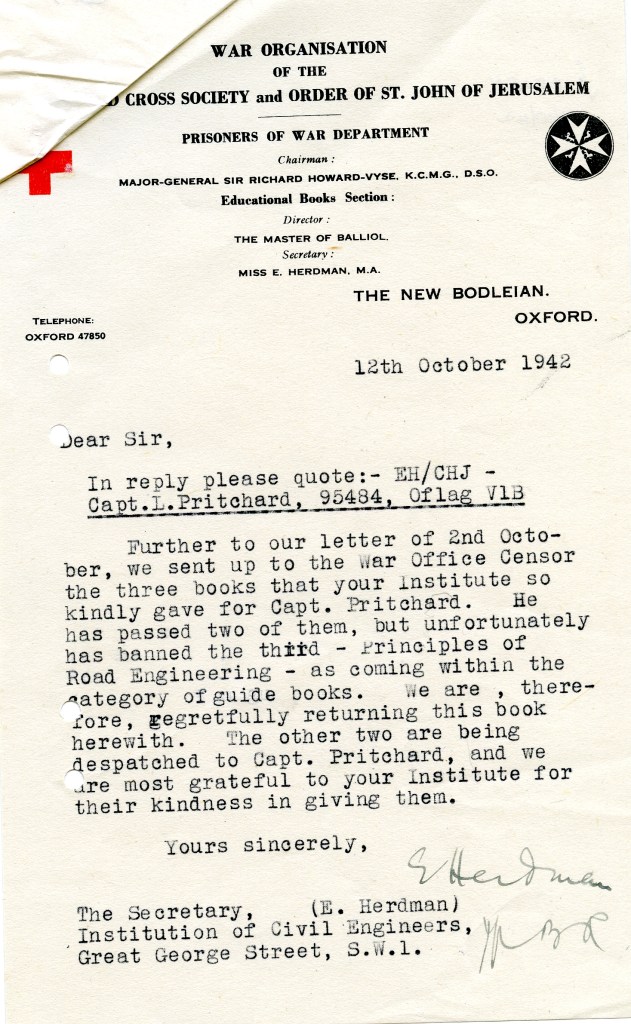 WAR ORGANISATION
OF THE
CROSS SOCIETY and ORDER OF ST. JOHN OF JERUSALEM
PRISONERS OF WAR DEPARTMENT
Chairman :
MAJOR-GENERAL SIR RICHARD HOWARD-VYSE, K.C.M.G., D.S.O.
Educational Books Section :
Director :
THE MASTER OF BALLIOL.
Secretary :
MISS E. HERDMAN, M.A.
THE NEW BODLEIAN.
OXFORD.
TELEPHONE:
OXFORD 47850
12th October 1942
Dear Sir,
In reply please quote:- EH/CHJ -
Capt.L.Pritchard, 95484, Oflag V1B
Further to our letter of 2nd Octo-
ber, we sent up to the War Office Censor
the three books that your Institute so
kindly gave for Capt. Pritchard. He
has passed two of them, but unfortunately
has banned the third - Principles of
Road Engineering - as coming within the
category of guide books. We are , there-
fore, regretfully returning this book
herewith. The other two are being
despatched to Capt. Pritchard, and we
are most grateful to your Institute for
their kindness in giving them.
Yours sincerely,
E Herdman
The Secretary, (E. Herdman)
Institution of Civil Engineers,
Great George Street, S.W.1.